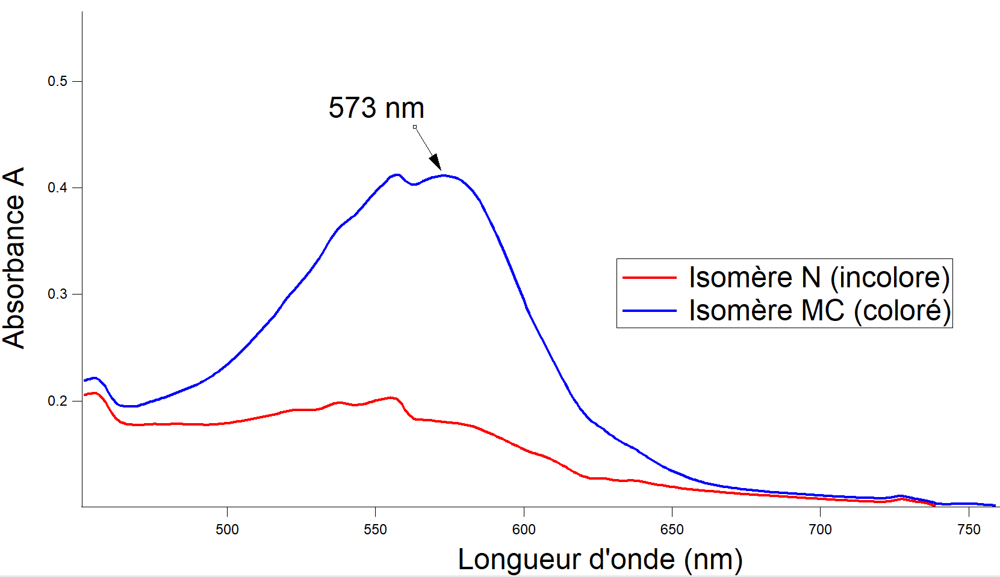 0.5
573 nm
0.4
Absorbance A
0.3
Isomère N (incolore)
Isomère MC (coloré)
0.2
500
550
600
650
700
750
Longueur d'onde (nm)